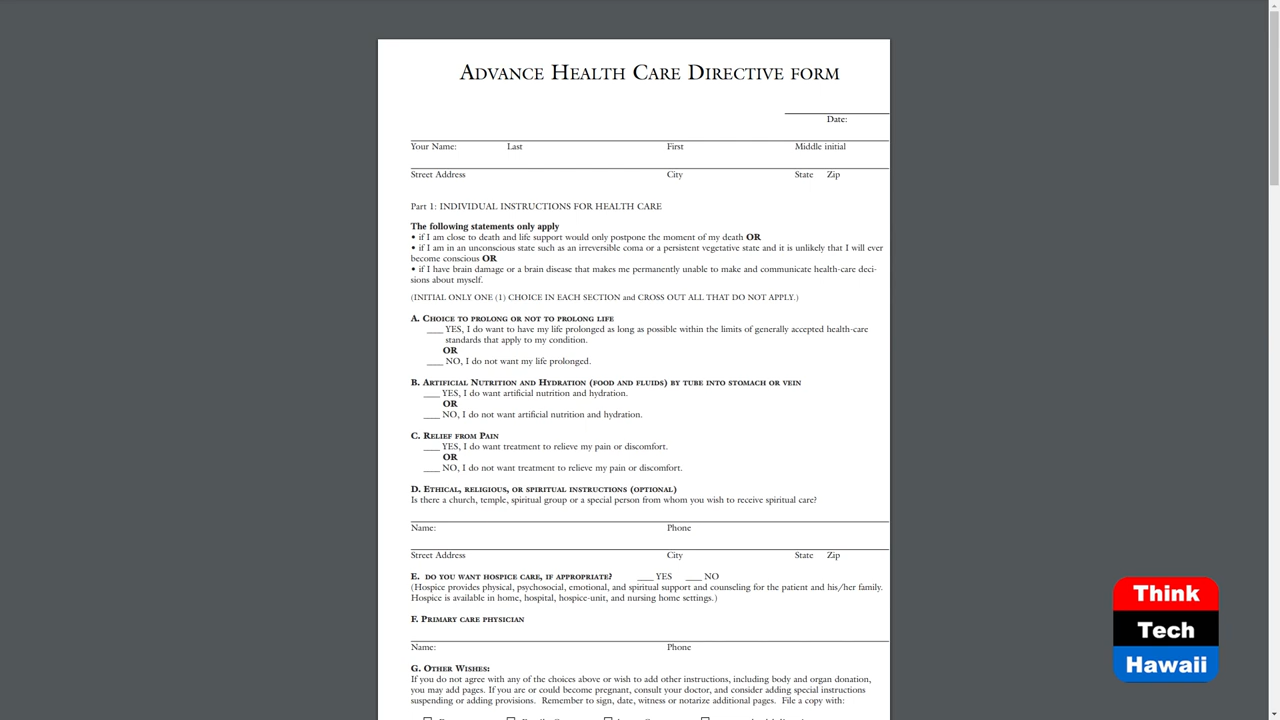 Advance Health Care Directive form
Date:
Your Name: Last First Middle initial
Street Address City State Zip
Part 1: INDIVIDUAL INSTRUCTIONS FOR HEALTH CARE
The following statements only apply
• if I am close to death and life support would only postpone the moment of my death OR
• if I am in an unconscious state such as an irreversible coma or a persistent vegetative state and it is unlikely that I will ever
become conscious OR
• if I have brain damage or a brain disease that makes me permanently unable to make and communicate health-care deci-
sions about myself.
(INITIAL ONLY ONE (1) CHOICE IN EACH SECTION and CROSS OUT ALL THAT DO NOT APPLY.)
A. Choice to prolong or not to prolong life
___ YES, I do want to have my life prolonged as long as possible within the limits of generally accepted health-care
standards that apply to my condition.
OR
___ NO, I do not want my life prolonged.
B. Artificial Nutrition and Hydration (food and fluids) by tube into stomach or vein
___ YES, I do want artificial nutrition and hydration.
OR
___ NO, I do not want artificial nutrition and hydration.
C. Relief from Pain
___ YES, I do want treatment to relieve my pain or discomfort.
OR
___ NO, I do not want treatment to relieve my pain or discomfort.
D. Ethical, religious, or spiritual instructions (optional)
Is there a church, temple, spiritual group or a special person from whom you wish to receive spiritual care?
Name: Phone
Street Address City State Zip
E. do you want hospice care, if appropriate? ___ YES ___ NO
(Hospice provides physical, psychosocial, emotional, and spiritual support and counseling for the patient and his/her family.
Hospice is available in home, hospital, hospice-unit, and nursing home settings.)
F. Primary care physician
Name: Phone
G. Other Wishes:
If you do not agree with any of the choices above or wish to add other instructions, including body and organ donation,
you may add pages. If you are or could become pregnant, consult your doctor, and consider adding special instructions
suspending or adding provisions. Remember to sign, date, witness or notarize additional pages. File a copy with:
Think
Tech
Hawaii